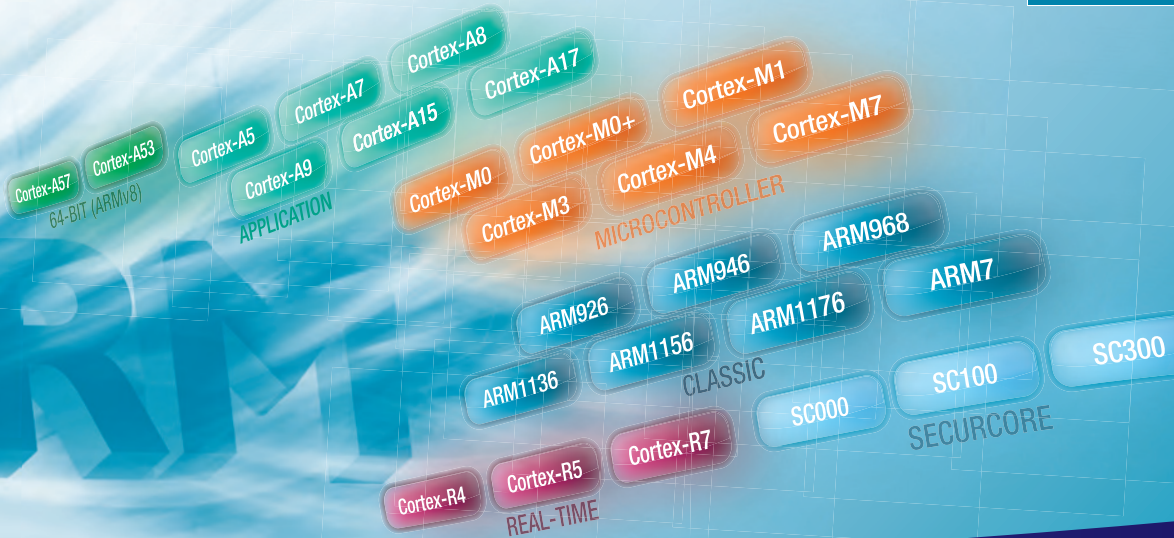 Cortex-A57
Cortex-A53
64-BIT (ARMv8)
Cortex-A5
Cortex-A7
Cortex-A8
Cortex-A9
Cortex-A15
Cortex-A17
APPLICATION
Cortex-M0
Cortex-M0+
Cortex-M1
Cortex-M3
Cortex-M4
Cortex-M7
MICROCONTROLLER
ARM926
ARM946
ARM968
ARM1136
ARM1156
ARM1176
ARM7
CLASSIC
SC000
SC100
SC300
SECURCORE
Cortex-R4
Cortex-R5
Cortex-R7
REAL-TIME
RM